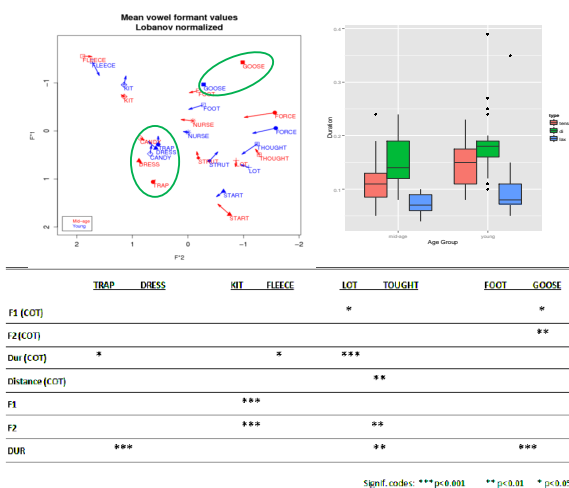 Mean vowel formant values
Lobanov normalized
FLEECE
FLEECE
GOOSE
KIT
GOOSE
FOOT
KIT
FOOT
FORCE
NURSE
FORCE
NURSE
TRAP
DRESS
THOUGHT
CANDY
THOUGHT
DRESS
STRUT
STRUT
LOT
LOT
TRAP
START
START
Mid-age
Young
F*1
-1
0
1
2
2
1
0
-1
-2
F*2
Duration
0.4
0.3
0.2
0.1
mid-age
young
Age Group
type
lax
TRAP DRESS KIT FLEECE LOT TOUGHT FOOT GOOSE
F1 (COT) * *
F2 (COT) **
Dur (COT) * * ***
Distance (COT) **
F1 ***
F2 *** **
DUR *** ** ***
Signif. codes: *** p<0.001 ** p<0.01 * p<0.05